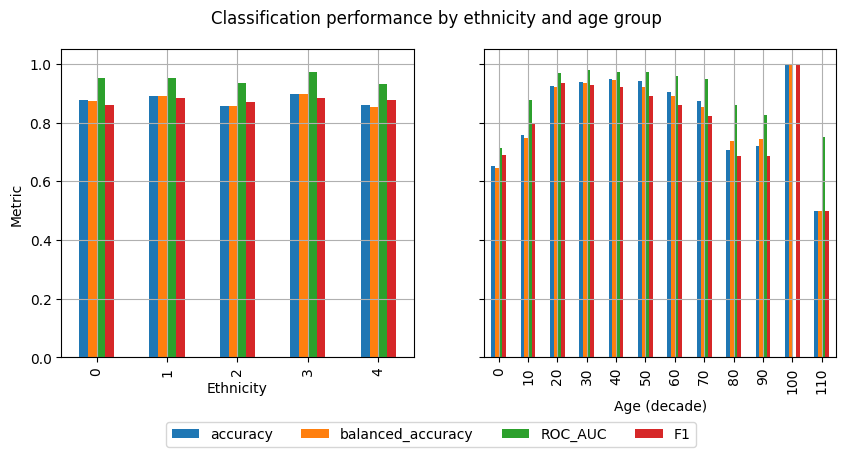 Classification performance by ethnicity and age group
Metric
1.0
0.8
0.6
0.4
0.2
0.0
0 1 2 3 4
Ethnicity
0 10 20 30 40 50 60 70 80 90 100 110
Age (decade)
accuracy balanced_accuracy ROC_AUC F1